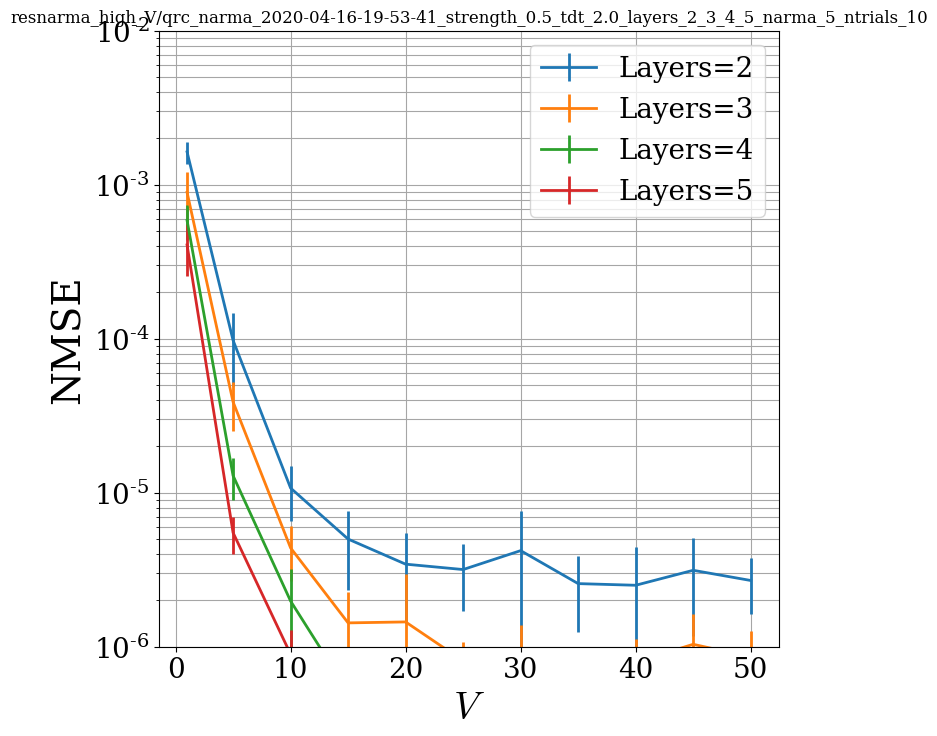 resnarma_high_V/qrc_narma_2020-04-16-19-53-41_strength_0.5_tdt_2.0_layers_2_3_4_5_narma_5_ntrials_10
10-2
Layers=2
Layers=3
Layers=4
Layers=5
10-3
10-4
10-5
10-6
NMSE
0 10 20 30 40 50
V